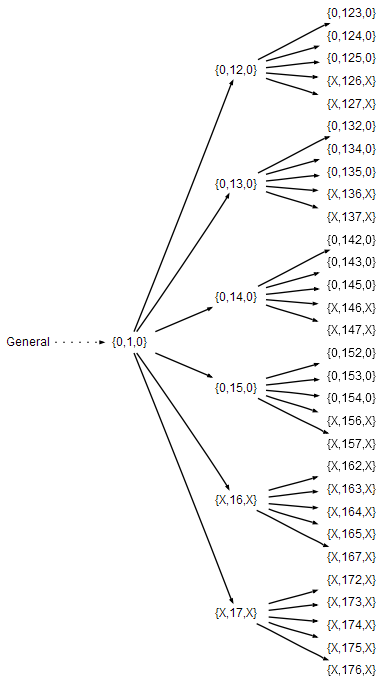 {0,123,0}
{0,124,0}
{0,125,0}
{X,126,X}
{X,127,X}
{0,12,0}
{0,132,0}
{0,134,0}
{0,135,0}
{X,136,X}
{X,137,X}
{0,13,0}
{0,142,0}
{0,143,0}
{0,145,0}
{X,146,X}
{X,147,X}
{0,14,0}
General
{0,1,0}
{0,152,0}
{0,153,0}
{0,154,0}
{X,156,X}
{X,157,X}
{0,15,0}
{X,162,X}
{X,163,X}
{X,164,X}
{X,165,X}
{X,167,X}
{X,16,X}
{X,172,X}
{X,173,X}
{X,174,X}
{X,175,X}
{X,176,X}
{X,17,X}